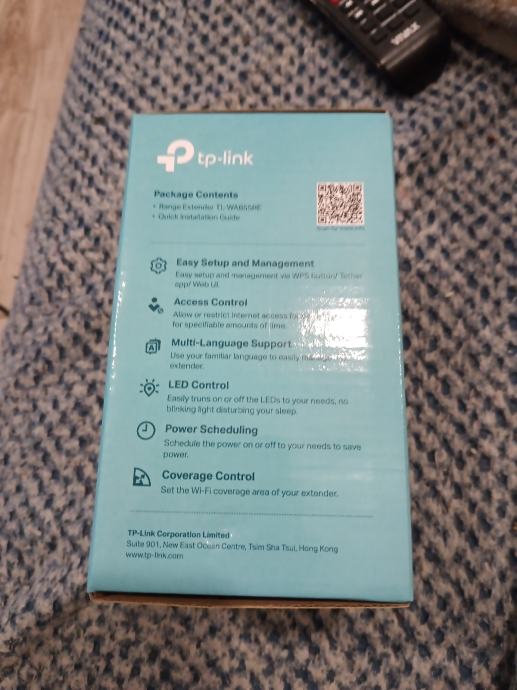 tp-link
Package Contents
• Range Extender TL-WA855RE
• Quick Installation Guide
Easy Setup and Management
Easy setup and management via WPS button/ Tether
app/ Web UI.
Access Control
Allow or restrict internet access
for specifiable amounts of time.
Multi-Language Support
Use your familiar language to easily
extender.
LED Control
Easily truns on or off the LEDs to your needs, no
blinking light disturbing your sleep.
Power Scheduling
Schedule the power on or off to your needs to save
power.
Coverage Control
Set the Wi-Fi coverage area of your extender.
TP-Link Corporation Limited
Suite 901, New East Ocean Centre, Tsim Sha Tsui, Hong Kong
www.tp-link.com